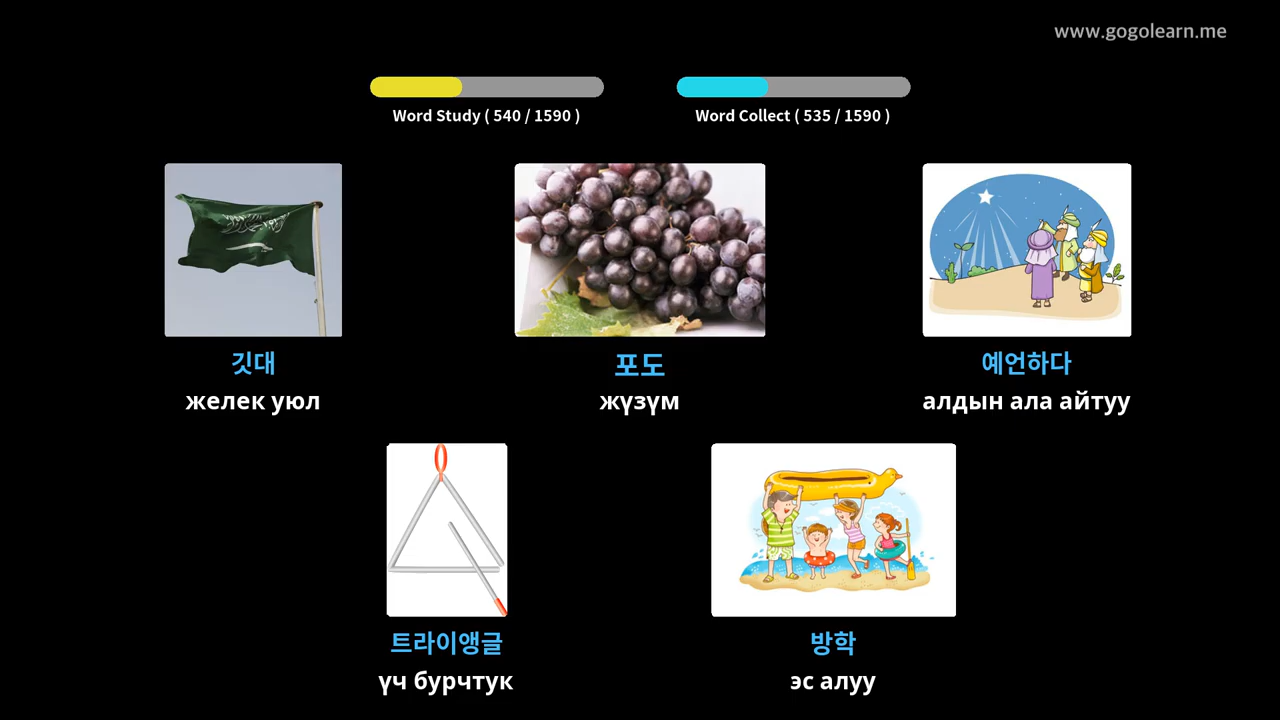 www.gogolearn.me
Word Study ( 540 / 1590 )
Word Collect ( 535 / 1590 )
깃대
желек уюл
포도
жүзүм
예언하다
алдын ала айтуу
트라이앵글
үч бурчтук
방학
эс алуу